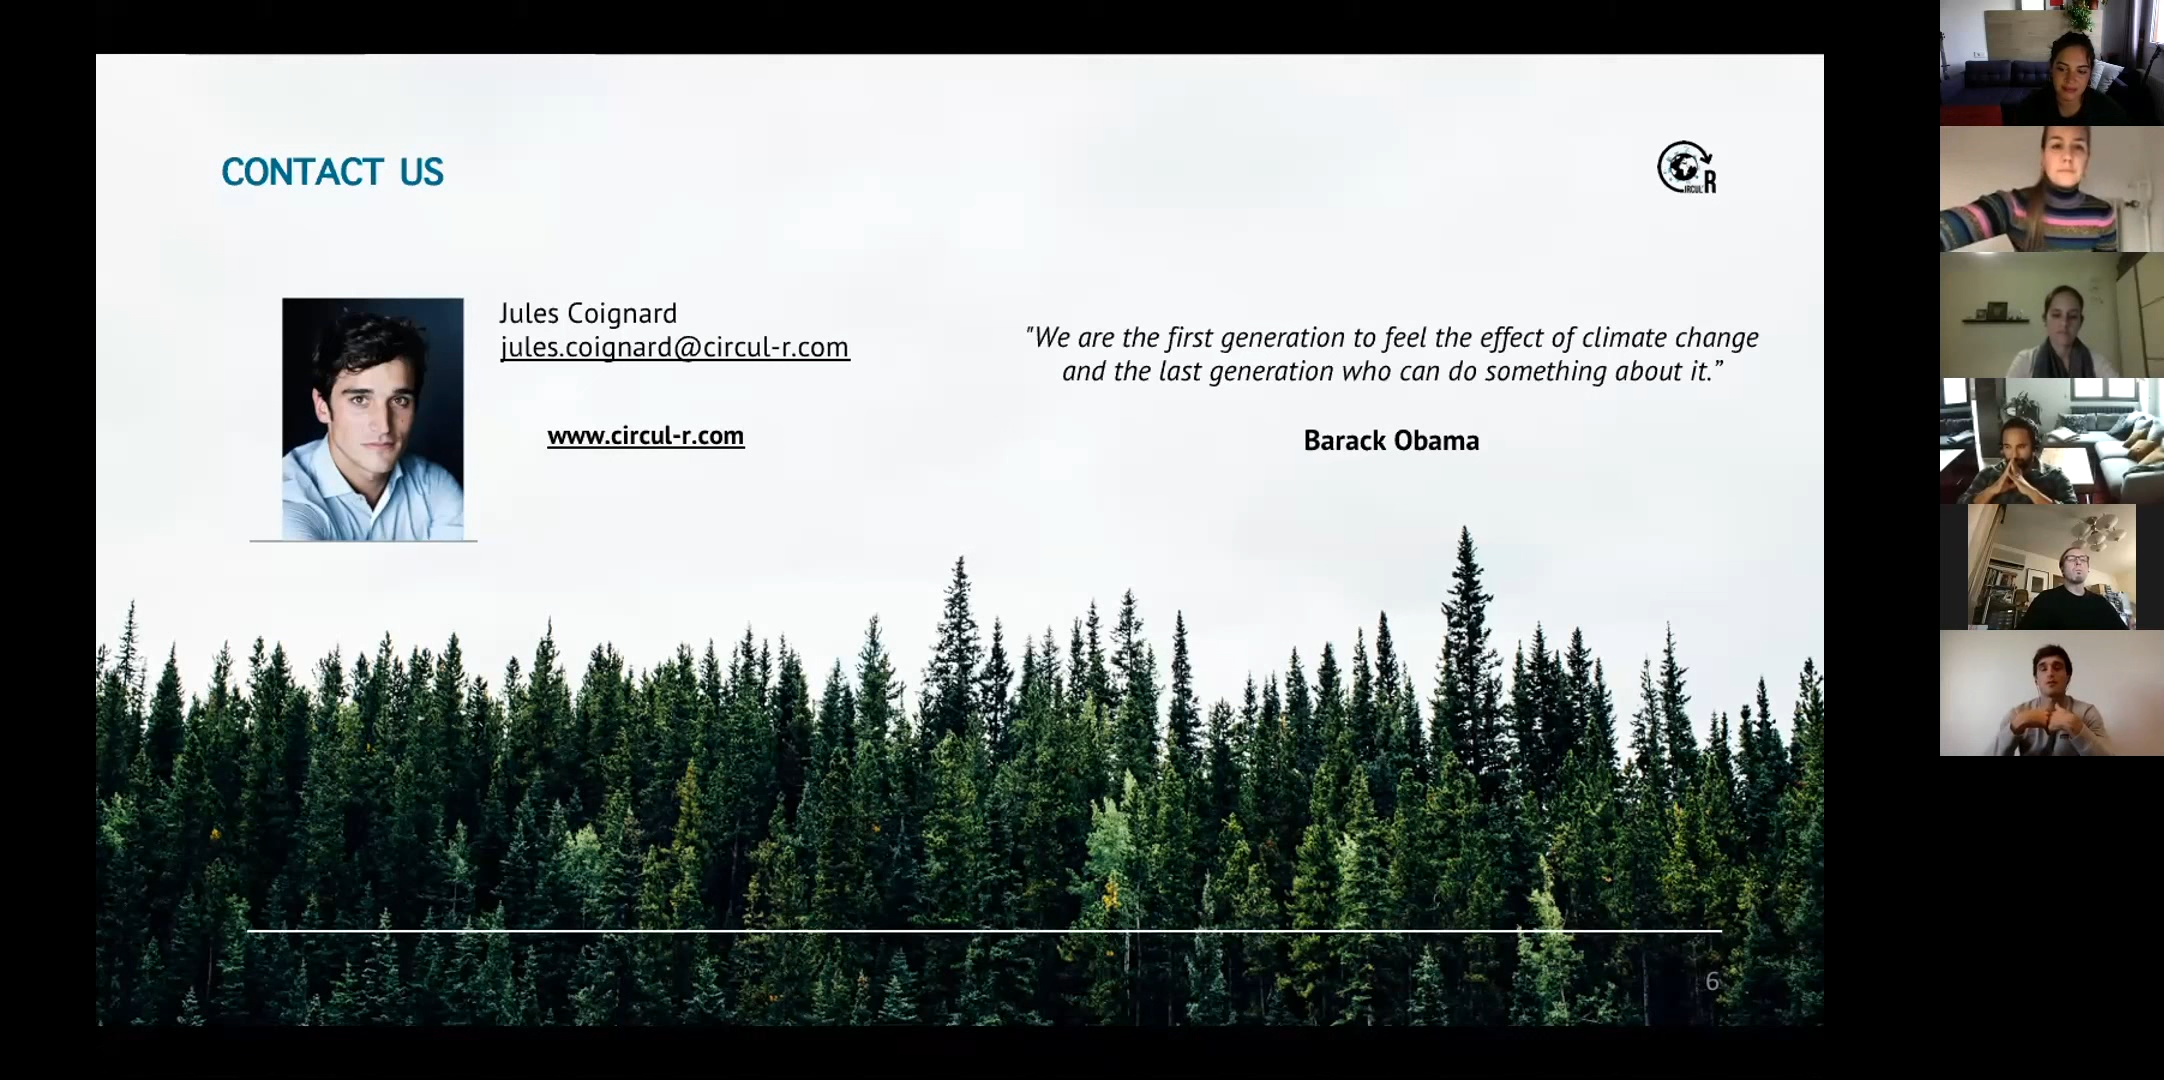 CONTACT US
IRCUL'R
Jules Coignard
jules.coignard@circul-r.com
www.circul-r.com
"We are the first generation to feel the effect of climate change
and the last generation who can do something about it.”
Barack Obama
6